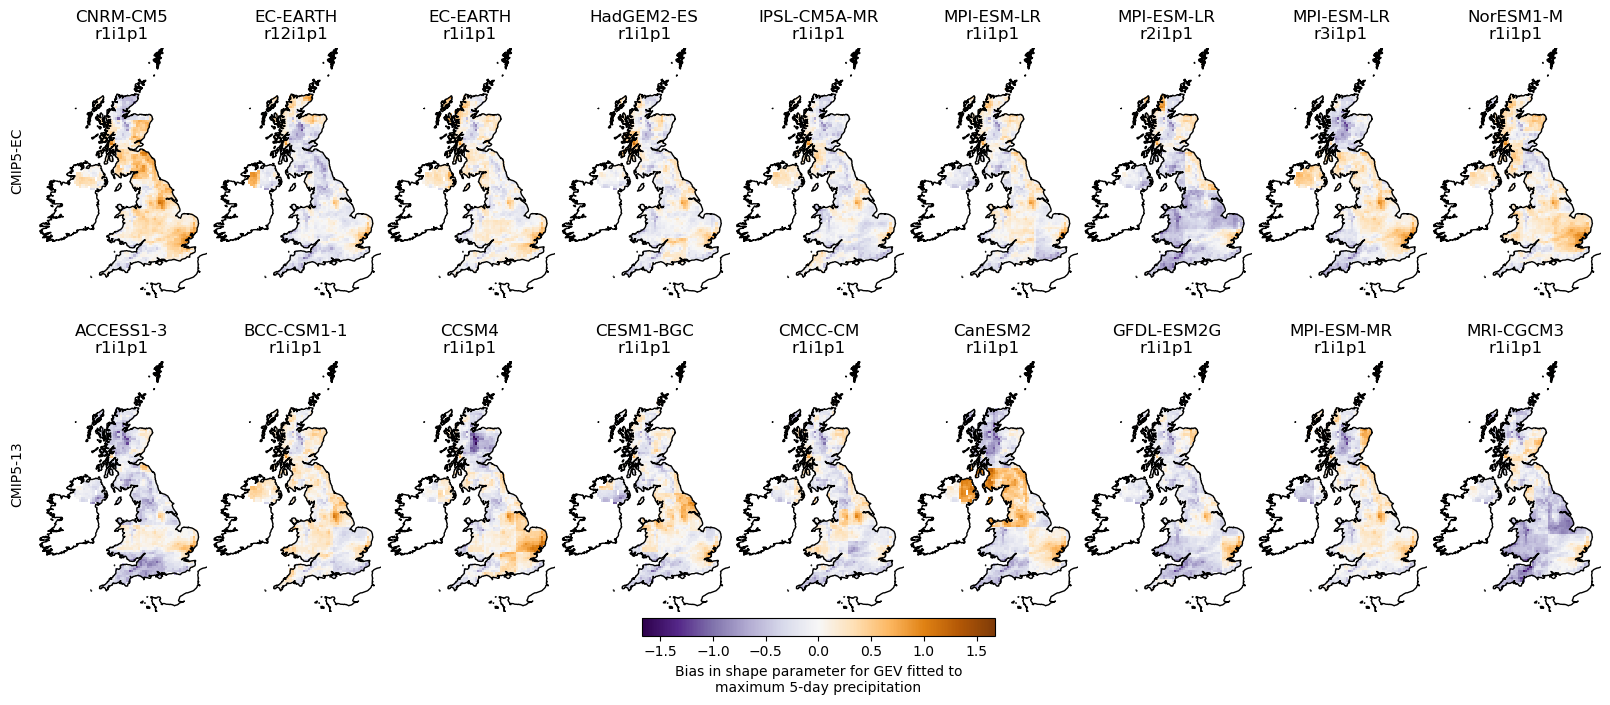 CNRM-CM5
r1i1p1
EC-EARTH
r12i1p1
EC-EARTH
r1i1p1
HadGEM2-ES
r1i1p1
IPSL-CM5A-MR
r1i1p1
MPI-ESM-LR
r1i1p1
MPI-ESM-LR
r2i1p1
MPI-ESM-LR
r3i1p1
NorESM1-M
r1i1p1
CMIP5-EC
ACCESS1-3
r1i1p1
BCC-CSM1-1
r1i1p1
CCSM4
r1i1p1
CESM1-BGC
r1i1p1
CMCC-CM
r1i1p1
CanESM2
r1i1p1
GFDL-ESM2G
r1i1p1
MPI-ESM-MR
r1i1p1
MRI-CGCM3
r1i1p1
CMIP5-13
−1.5 −1.0 −0.5 0.0 0.5 1.0 1.5
Bias in shape parameter for GEV fitted to
maximum 5-day precipitation